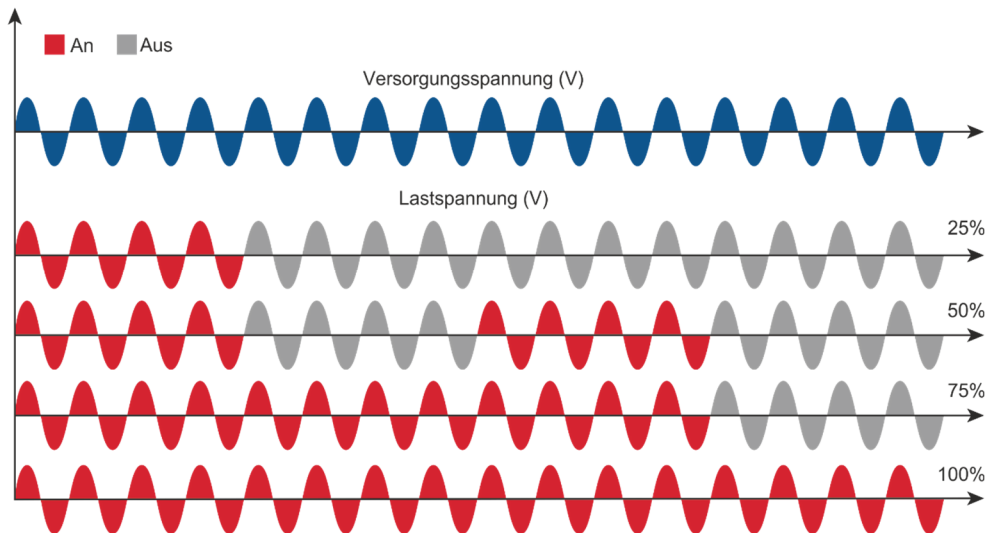 An Aus
Versorgungsspannung (V)
Lastspannung (V)
25%
50%
75%
100%